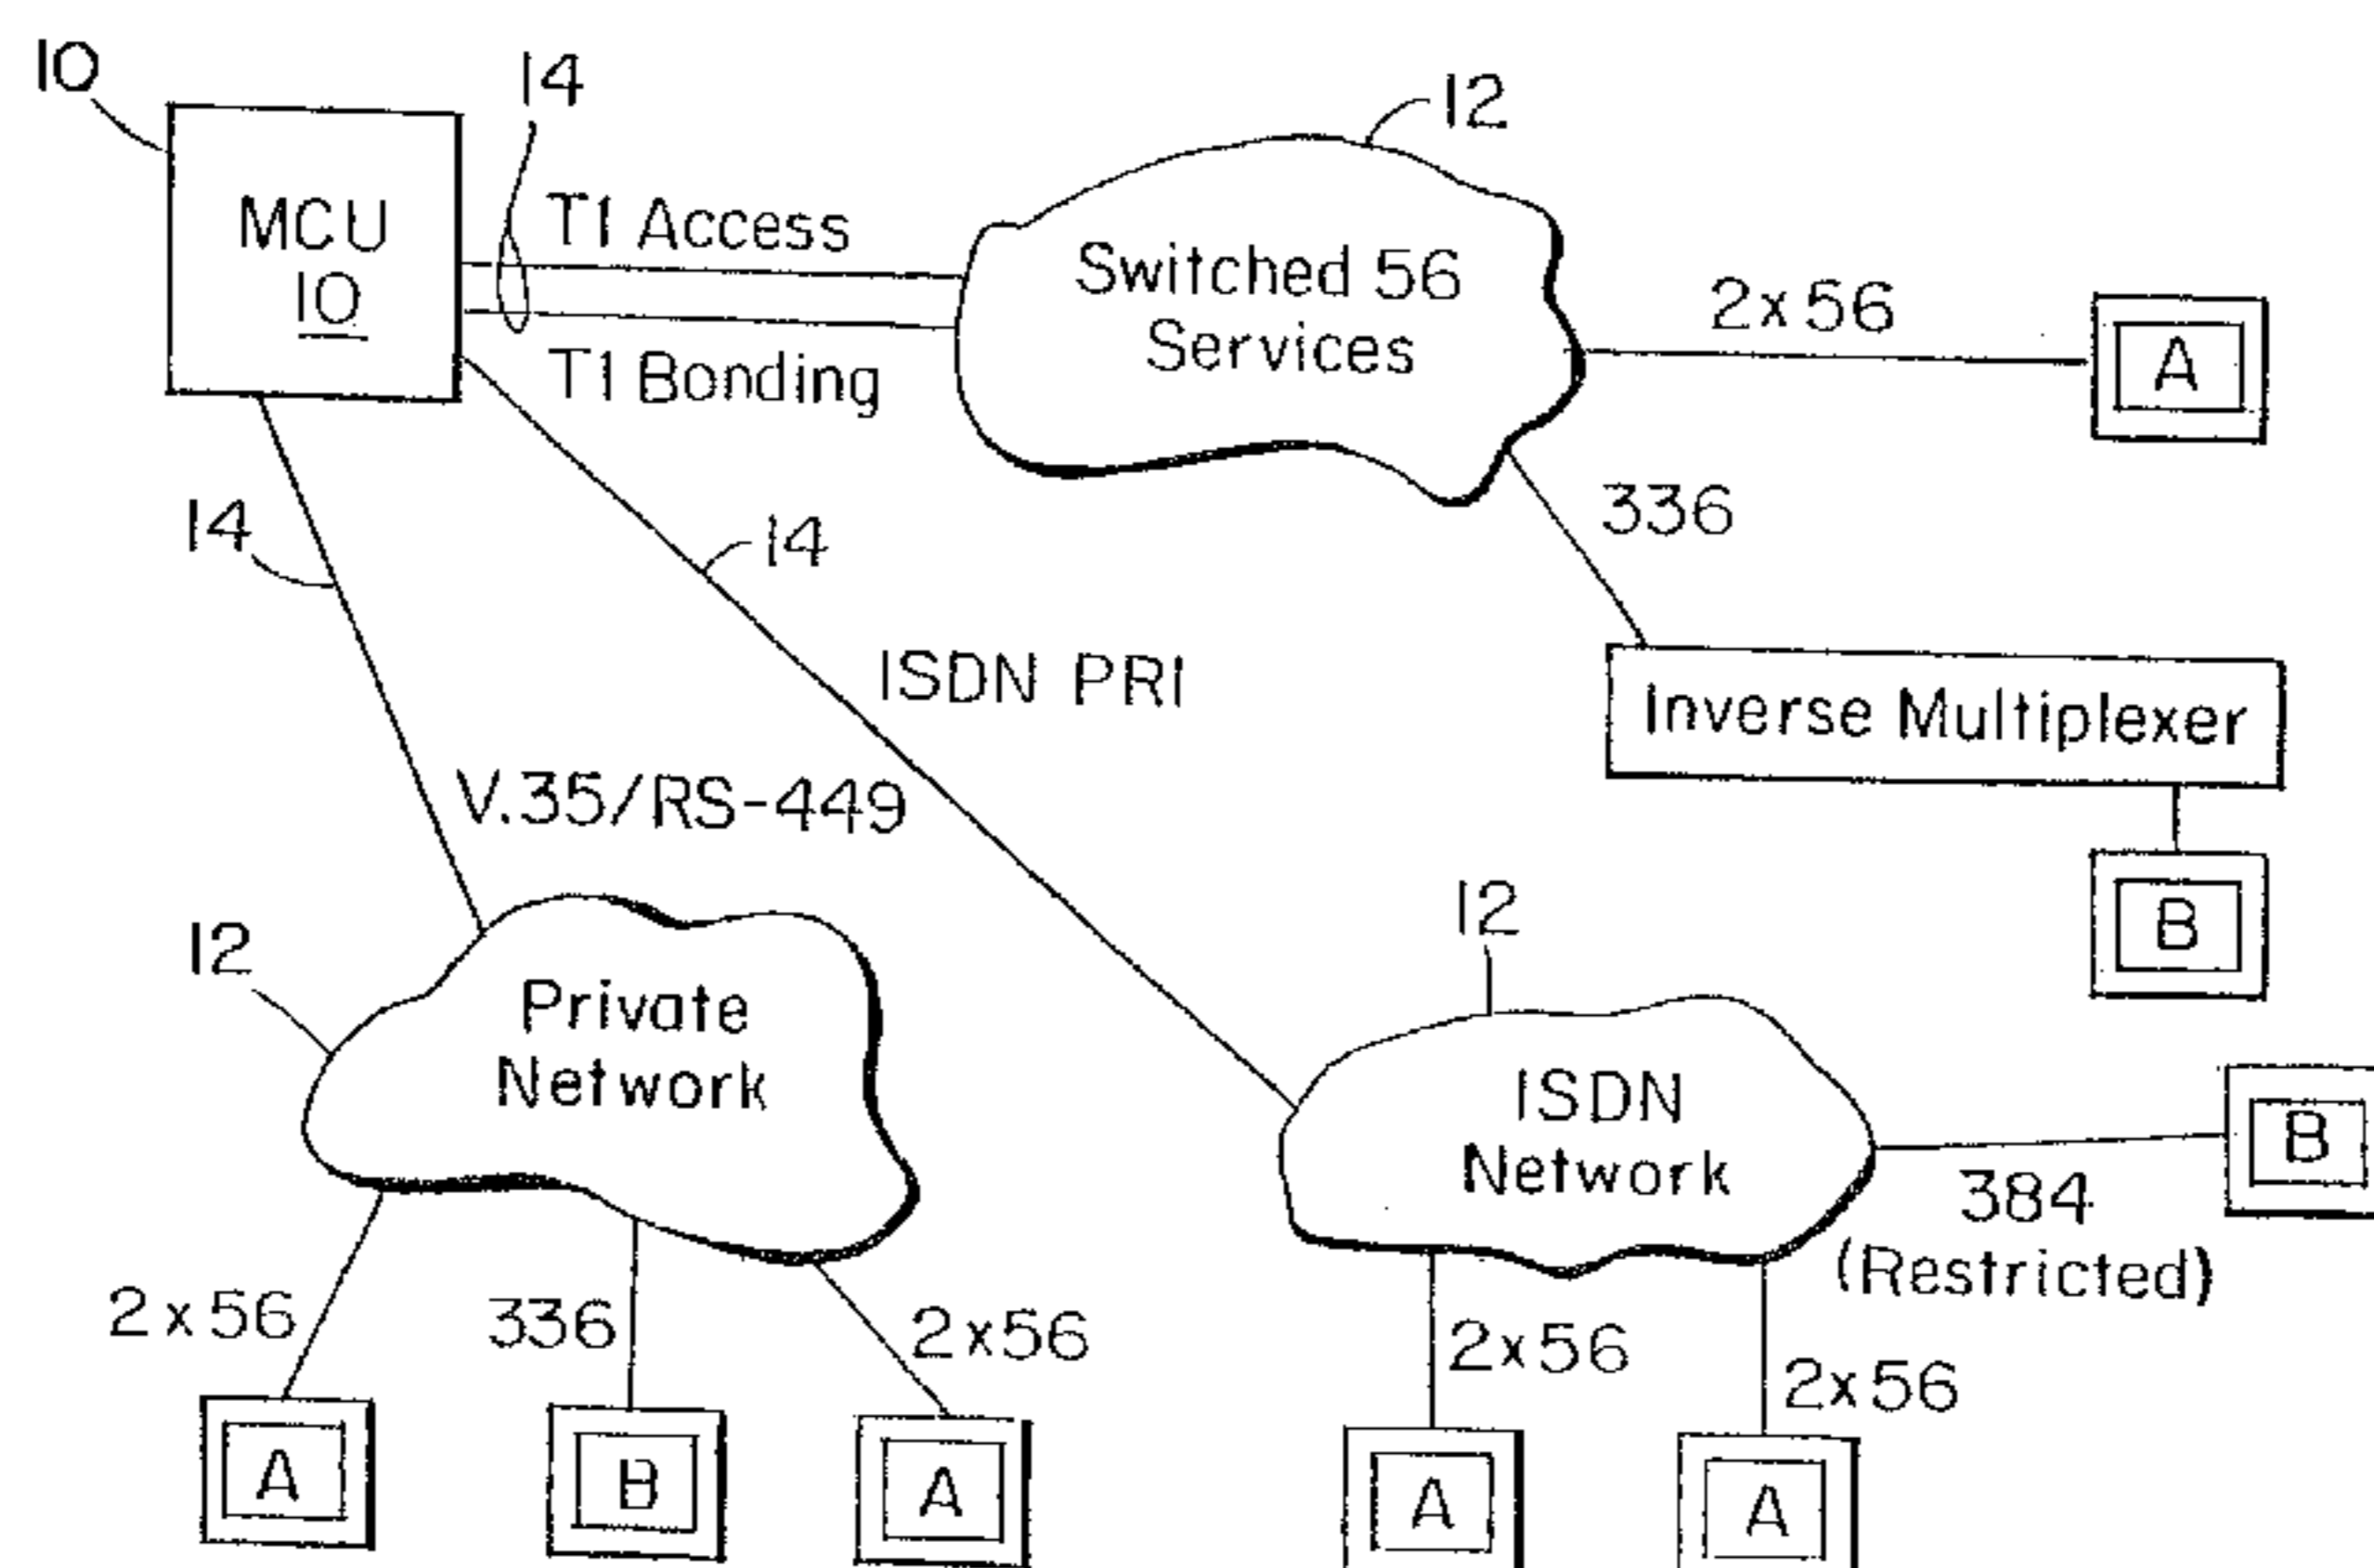 10
14
12
MCU
10
T1 Access
T1 Bonding
Switched 56
Services
2x56
A
336
14
14
ISDN PRI
Inverse Multiplexer
V.35/RS-449
B
12
12
Private
Network
ISDN
Network
B
384
(Restricted)
2x56
336
2x56
2x56
2x56
A
B
A
A
A